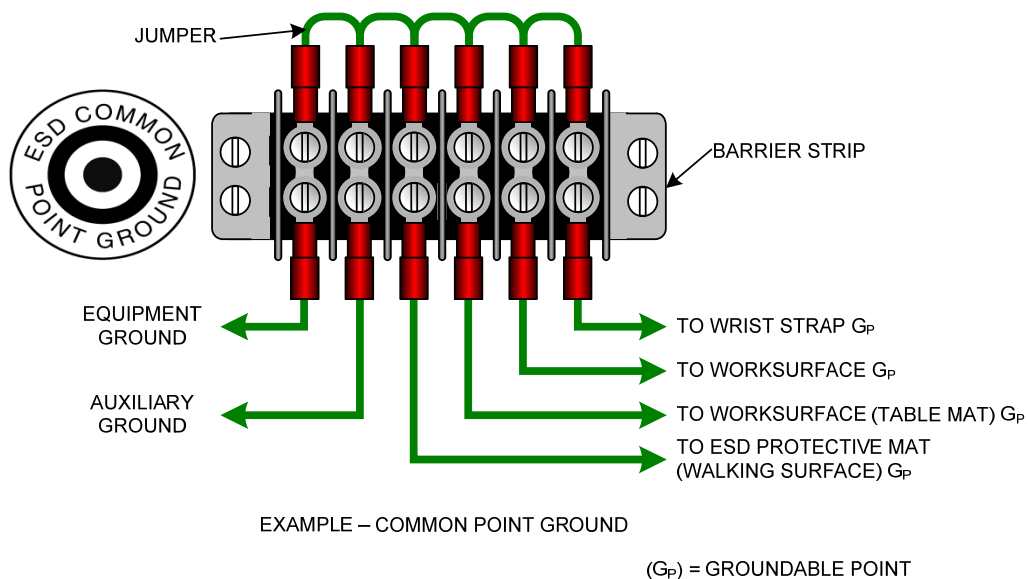 JUMPER
ESD COMMON
POINT GROUND
BARRIER STRIP
EQUIPMENT
GROUND
AUXILIARY
GROUND
TO WRIST STRAP GP
TO WORKSURFACE GP
TO WORKSURFACE (TABLE MAT) GP
TO ESD PROTECTIVE MAT
(WALKING SURFACE) GP
EXAMPLE – COMMON POINT GROUND
(GP) = GROUNDABLE POINT